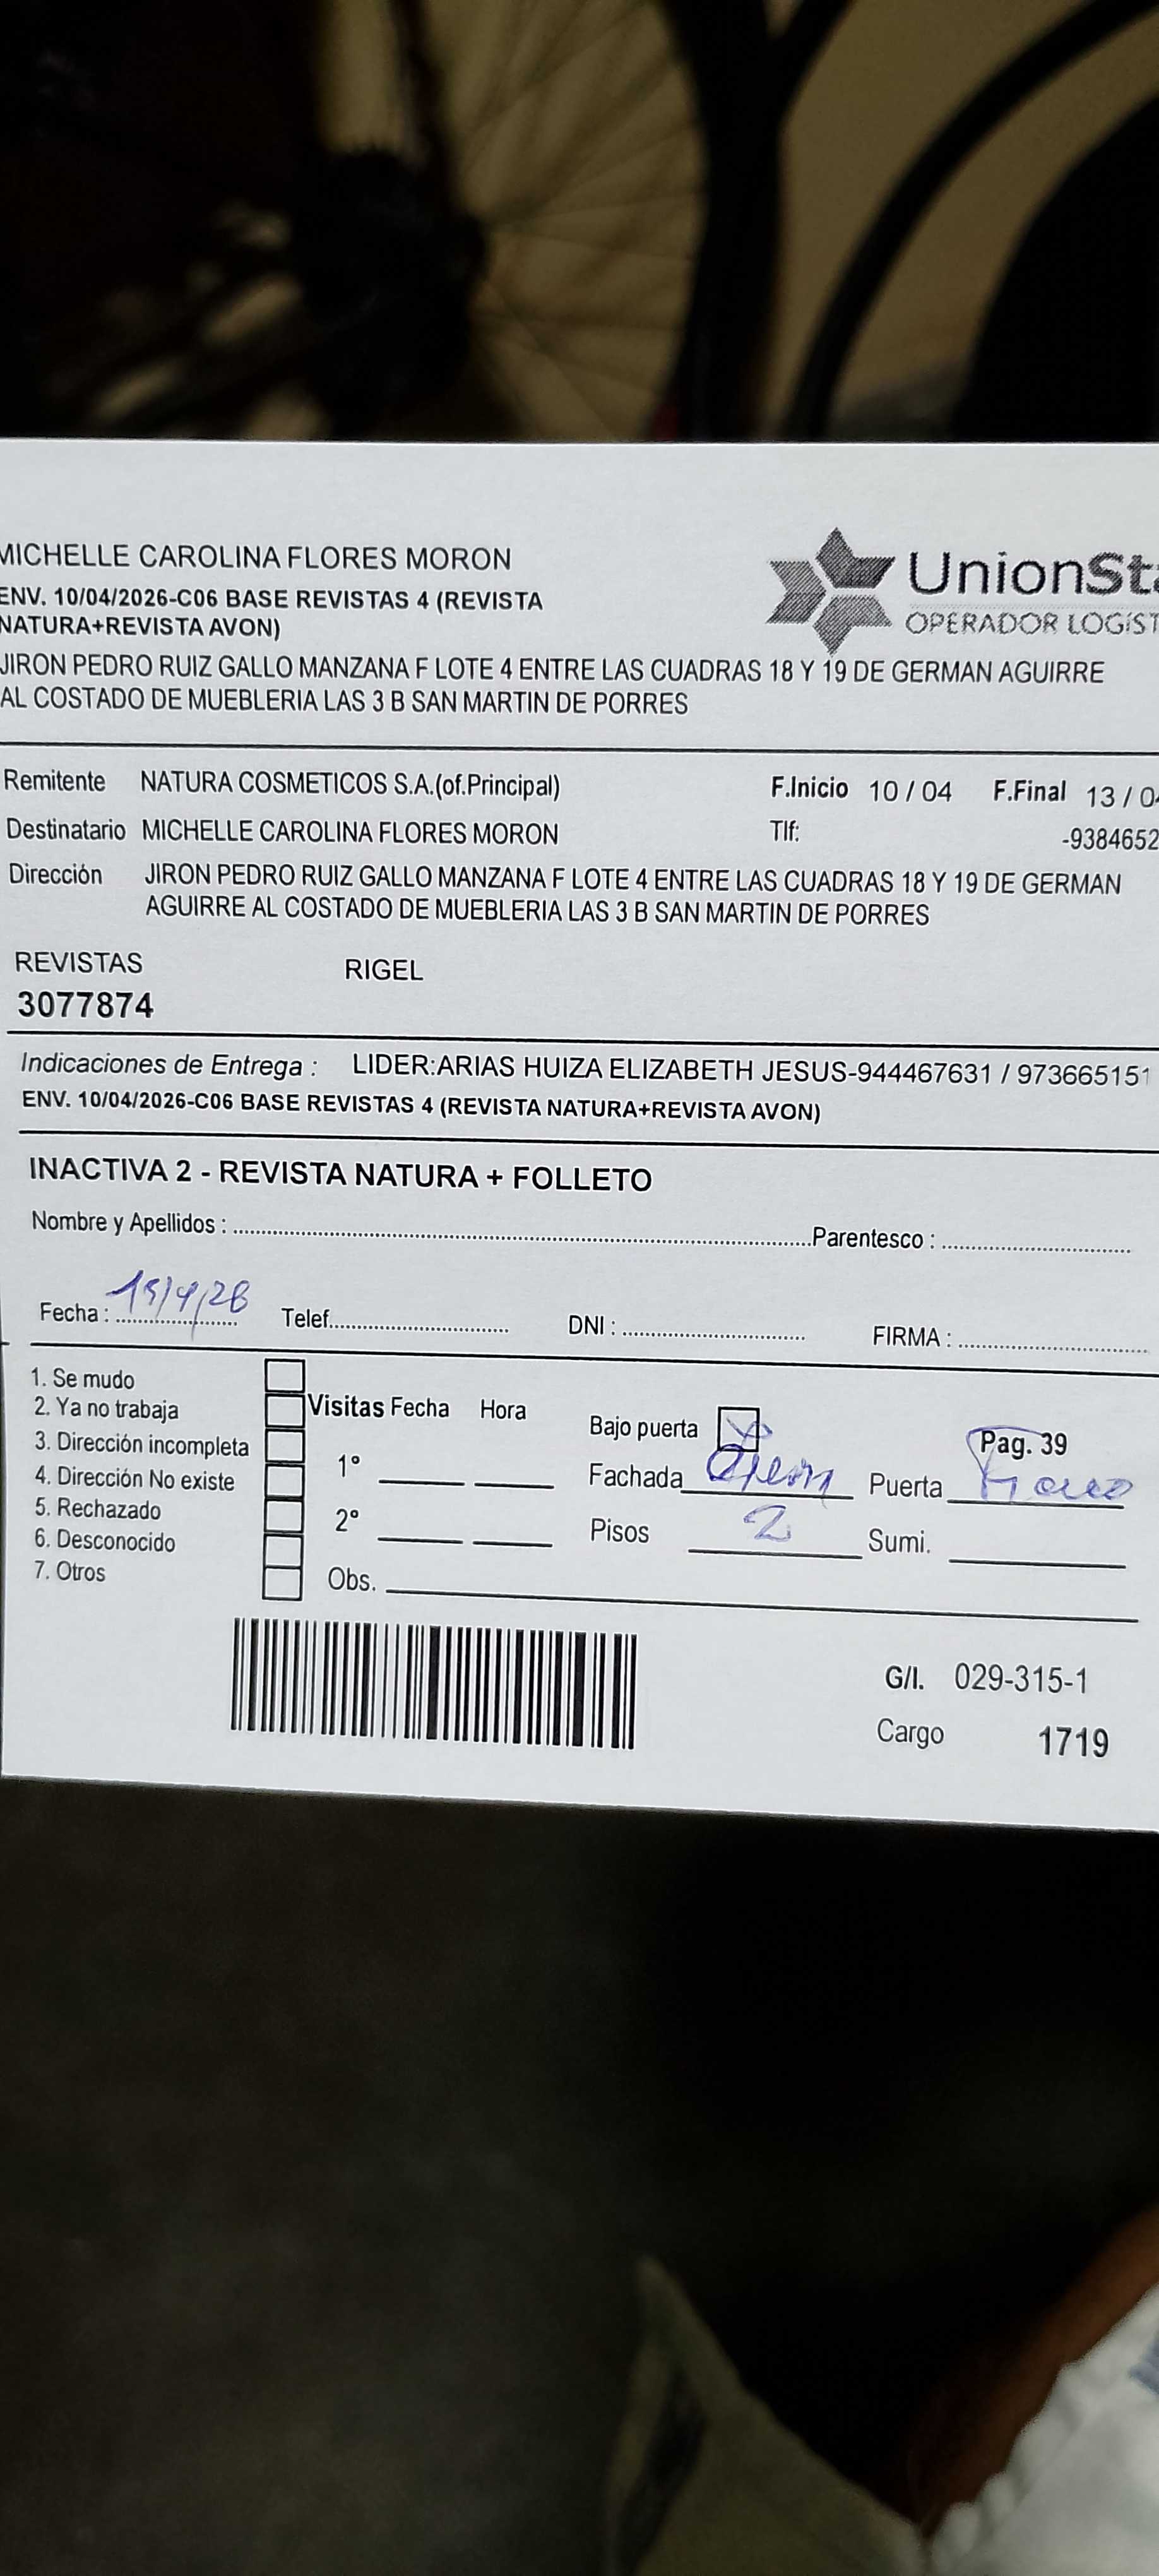 MICHELLE CAROLINA FLORES MORON
ENV. 10/04/2026-C06 BASE REVISTAS 4 (REVISTA
NATURA+REVISTA AVON)
UnionSta
OPERADOR LOGÍST
JIRON PEDRO RUIZ GALLO MANZANA F LOTE 4 ENTRE LAS CUADRAS 18 Y 19 DE GERMAN AGUIRRE
AL COSTADO DE MUEBLERIA LAS 3 B SAN MARTIN DE PORRES
Remitente NATURA COSMETICOS S.A.(of.Principal) F.Inicio 10 / 04 F.Final 13 / 04
Destinatario MICHELLE CAROLINA FLORES MORON Tlf: -9384652
Dirección JIRON PEDRO RUIZ GALLO MANZANA F LOTE 4 ENTRE LAS CUADRAS 18 Y 19 DE GERMAN
AGUIRRE AL COSTADO DE MUEBLERIA LAS 3 B SAN MARTIN DE PORRES
REVISTAS RIGEL
3077874
Indicaciones de Entrega : LIDER:ARIAS HUIZA ELIZABETH JESUS-944467631 / 973665151
ENV. 10/04/2026-C06 BASE REVISTAS 4 (REVISTA NATURA+REVISTA AVON)
INACTIVA 2 - REVISTA NATURA + FOLLETO
Nombre y Apellidos : Parentesco :
Fecha : Telef. DNI : FIRMA :
1. Se mudo
2. Ya no trabaja
3. Dirección incompleta
4. Dirección No existe
5. Rechazado
6. Desconocido
7. Otros
Visitas Fecha Hora
1°
2°
Obs.
Bajo puerta X Pag. 39
Fachada Puerta
Pisos 2 Sumi.
G/I. 029-315-1
Cargo 1719